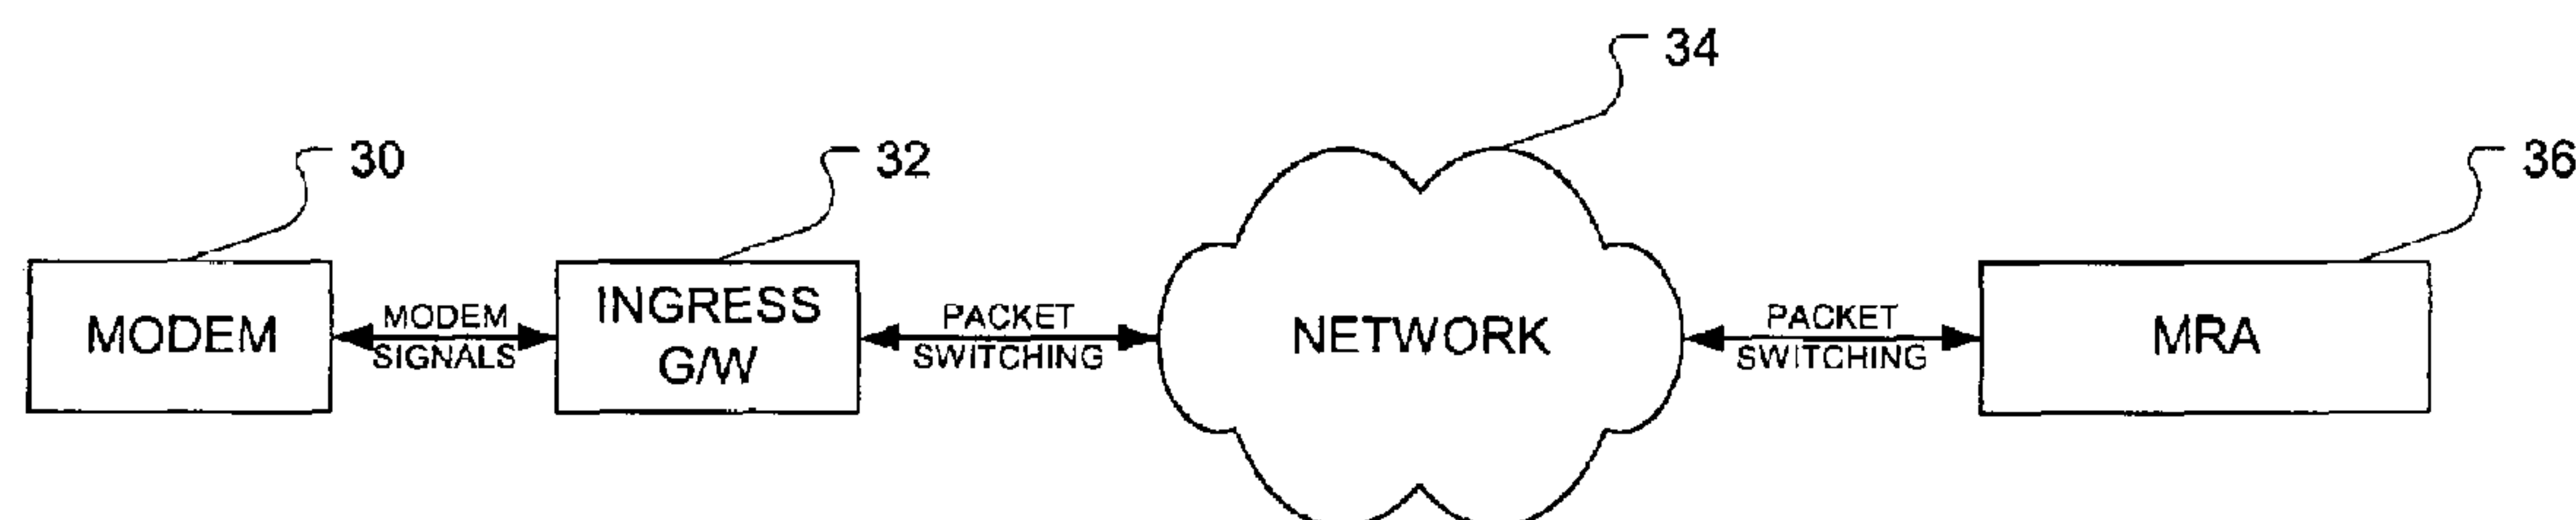 34
30
32
36
MODEM
MODEM
SIGNALS
INGRESS
G/W
PACKET
SWITCHING
NETWORK
PACKET
SWITCHING
MRA